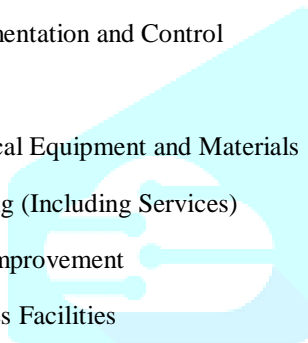 nentation and Control
cal Equipment and Materials
g (Including Services)
mprovement
s Facilities